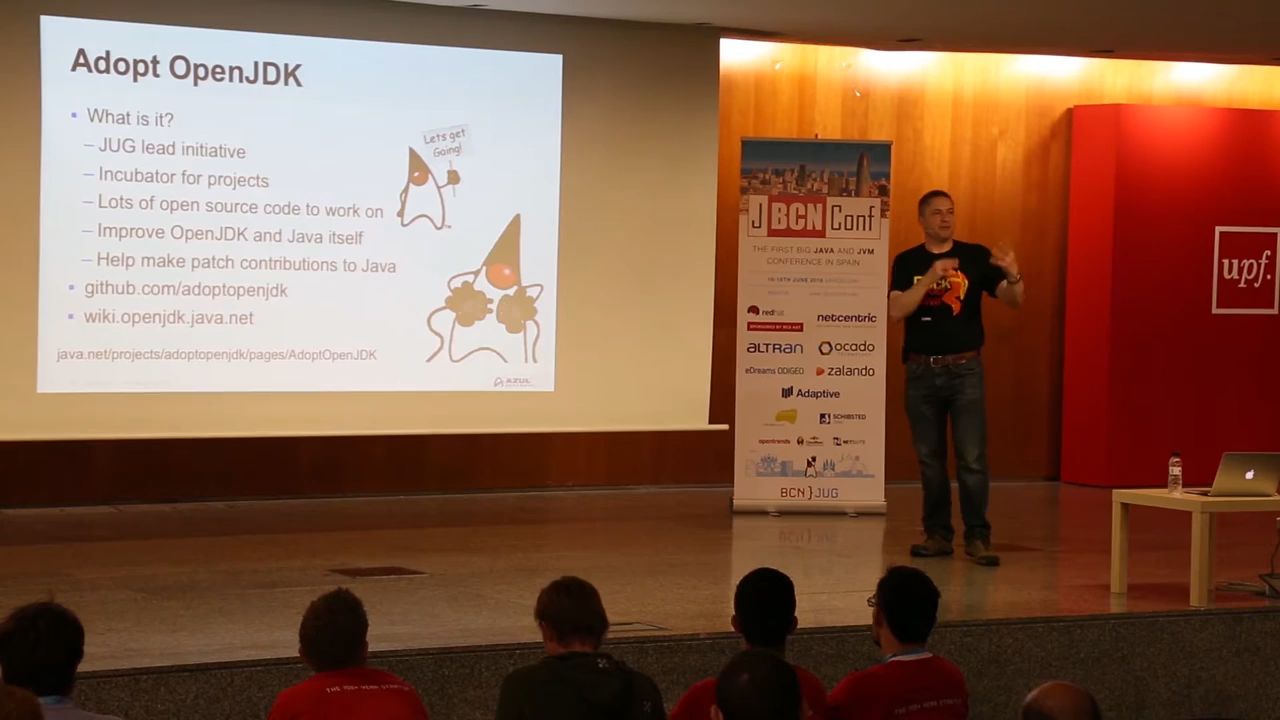 Adopt OpenJDK
• What is it?
– JUG lead initiative
– Incubator for projects
– Lots of open source code to work on
– Improve OpenJDK and Java itself
– Help make patch contributions to Java
• github.com/adoptopenjdk
• wiki.openjdk.java.net
java.net/projects/adoptopenjdk/pages/AdoptOpenJDK
Lets get
Going!
AZUL
J BCN Conf
THE FIRST BIG JAVA AND JVM
CONFERENCE IN SPAIN
redhat
netcentric
ALTRAN
ocado
eDreams ODIGEO
zalando
Adaptive
SCHIBSTED
opentrends
NETSUITE
BCN } JUG
upf.